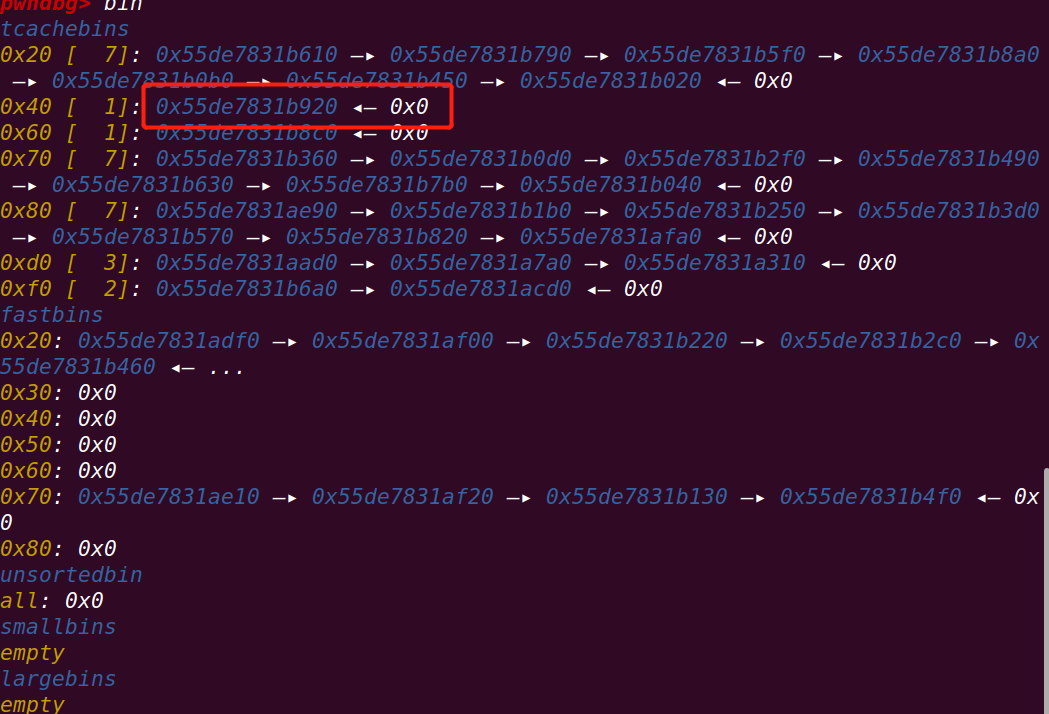 pwndbg> bin
tcachebins
0x20 [  7]: 0x55de7831b610 —▸ 0x55de7831b790 —▸ 0x55de7831b5f0 —▸ 0x55de7831b8a0
 —▸ 0x55de7831b0b0 —▸ 0x55de7831b450 —▸ 0x55de7831b020 ◂— 0x0
0x40 [  1]: 0x55de7831b920 ◂— 0x0
0x60 [  1]: 0x55de7831b8c0 ◂— 0x0
0x70 [  7]: 0x55de7831b360 —▸ 0x55de7831b0d0 —▸ 0x55de7831b2f0 —▸ 0x55de7831b490
 —▸ 0x55de7831b630 —▸ 0x55de7831b7b0 —▸ 0x55de7831b040 ◂— 0x0
0x80 [  7]: 0x55de7831ae90 —▸ 0x55de7831b1b0 —▸ 0x55de7831b250 —▸ 0x55de7831b3d0
 —▸ 0x55de7831b570 —▸ 0x55de7831b820 —▸ 0x55de7831afa0 ◂— 0x0
0xd0 [  3]: 0x55de7831aad0 —▸ 0x55de7831a7a0 —▸ 0x55de7831a310 ◂— 0x0
0xf0 [  2]: 0x55de7831b6a0 —▸ 0x55de7831acd0 ◂— 0x0
fastbins
0x20: 0x55de7831adf0 —▸ 0x55de7831af00 —▸ 0x55de7831b220 —▸ 0x55de7831b2c0 —▸ 0x
55de7831b460 ◂— ...
0x30: 0x0
0x40: 0x0
0x50: 0x0
0x60: 0x0
0x70: 0x55de7831ae10 —▸ 0x55de7831af20 —▸ 0x55de7831b130 —▸ 0x55de7831b4f0 ◂— 0x
0
0x80: 0x0
unsortedbin
all: 0x0
smallbins
empty
largebins
empty